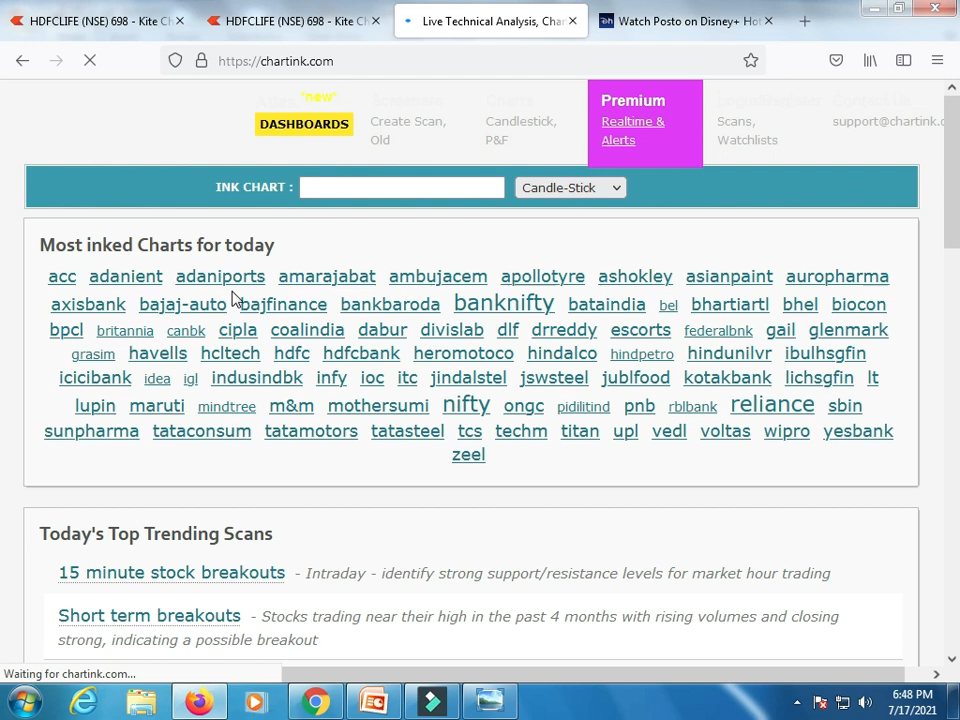 HDFCLIFE (NSE) 698 - Kite Ch
HDFCLIFE (NSE) 698 - Kite Ch
Live Technical Analysis, Char
Watch Posto on Disney+ Hot
https://chartink.com
"new"
DASHBOARDS
Create Scan,
Old
Charts
Candlestick,
P&F
Premium
Realtime &
Alerts
Scans,
Watchlists
Contact Us
support@chartink.c
INK CHART :
Candle-Stick
Most inked Charts for today
acc adanient adaniports amarajabat ambujacem apollotyre ashokley asianpaint auropharma
axisbank bajaj-auto bajfinance bankbaroda banknifty bataindia bel bhartiartl bhel biocon
bpcl britannia canbk cipla coalindia dabur divislab dlf drreddy escorts federalbnk gail glenmark
grasim havells hcltech hdfc hdfcbank heromotoco hindalco hindpetro hindunilvr ibulhsgfin
icicibank idea igl indusindbk infy ioc itc jindalstel jswsteel jublfood kotakbank lichsgfin lt
lupin maruti mindtree m&m mothersumi nifty ongc pidilitind pnb rblbank reliance sbin
sunpharma tataconsum tatamotors tatasteel tcs techm titan upl vedl voltas wipro yesbank
zeel
Today's Top Trending Scans
15 minute stock breakouts - Intraday - identify strong support/resistance levels for market hour trading
Short term breakouts - Stocks trading near their high in the past 4 months with rising volumes and closing
strong, indicating a possible breakout
Waiting for chartink.com...
6:48 PM
7/17/2021